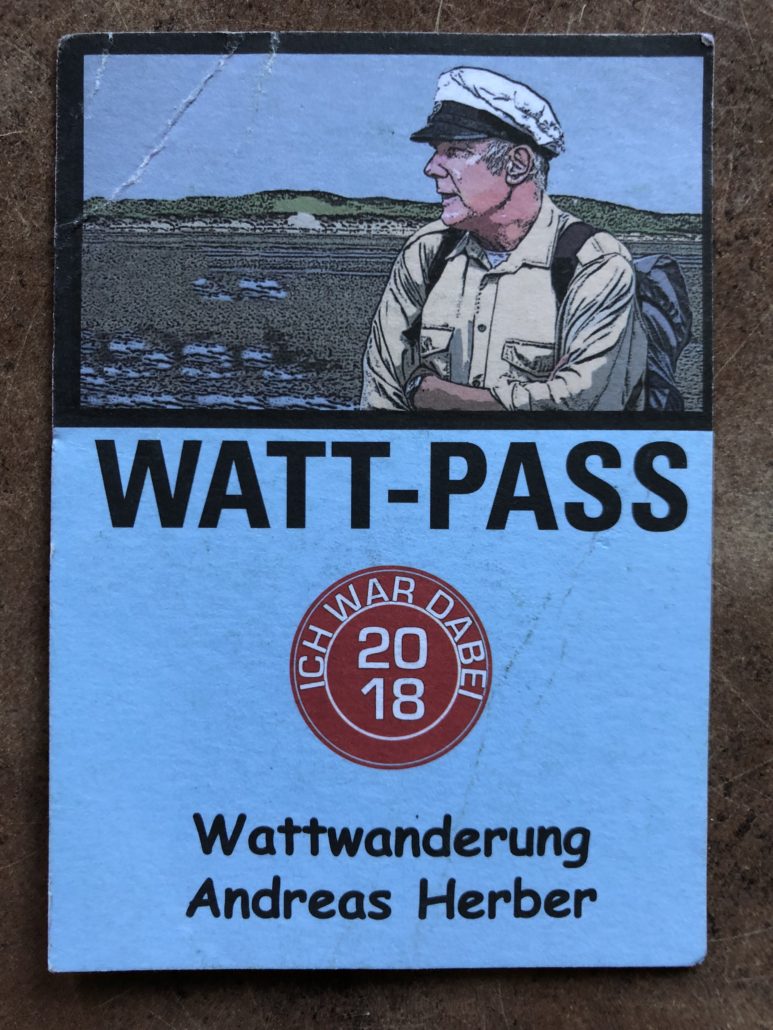 WATT-PASS
ICH WAR DABEI
20
18
Wattwanderung
Andreas Herber